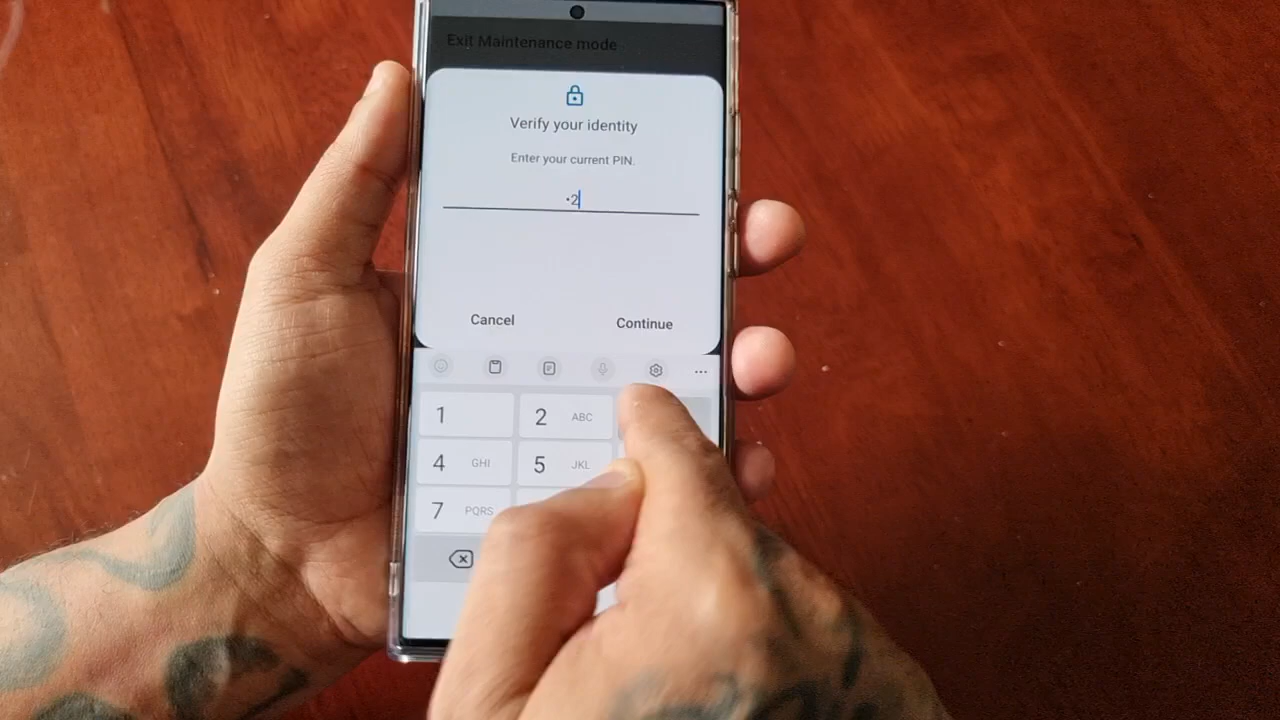 Exit Maintenance mode
Verify your identity
Enter your current PIN.
•2
Cancel Continue
1 2 ABC
4 GHI 5 JKL
7 PQRS